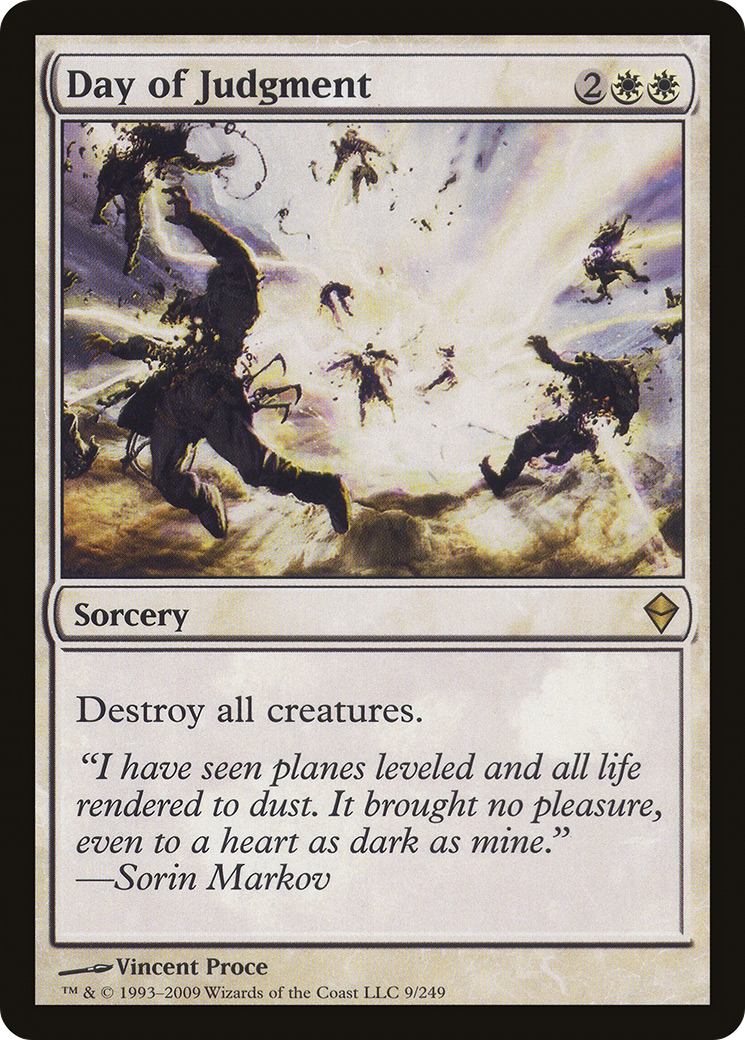 Day of Judgment 2
Sorcery
Destroy all creatures.
“I have seen planes leveled and all life
rendered to dust. It brought no pleasure,
even to a heart as dark as mine.”
—Sorin Markov
Vincent Proce
™ & © 1993–2009 Wizards of the Coast LLC 9/249